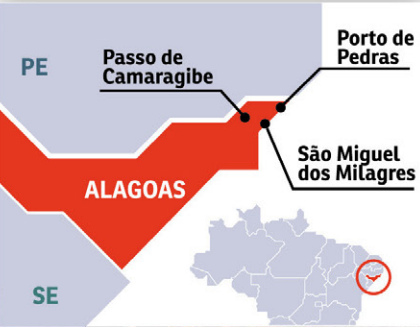 PE
Passo de
Camaragibe
Porto de
Pedras
São Miguel
dos Milagres
ALAGOAS
SE